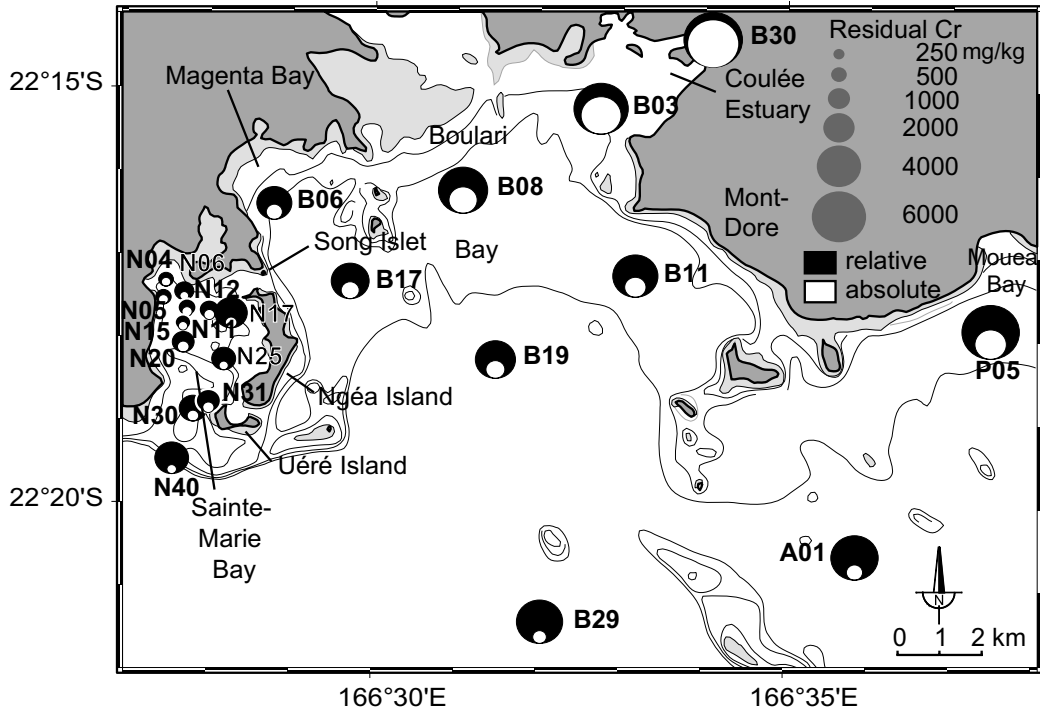 Residual Cr
250 mg/kg
500
1000
2000
4000
6000
relative
absolute
22°15'S
22°20'S
166°30'E
166°35'E
Magenta Bay
Boulari
Bay
Coulée
Estuary
Mont-
Dore
Mouea
Bay
Song Islet
Ngéa Island
Uéré Island
Sainte-
Marie
Bay
B30
B03
B08
B06
B17
B11
B19
P05
A01
B29
N04
N06
N12
N05
N17
N15
N11
N20
N25
N31
N30
N40
N
0 1 2 km